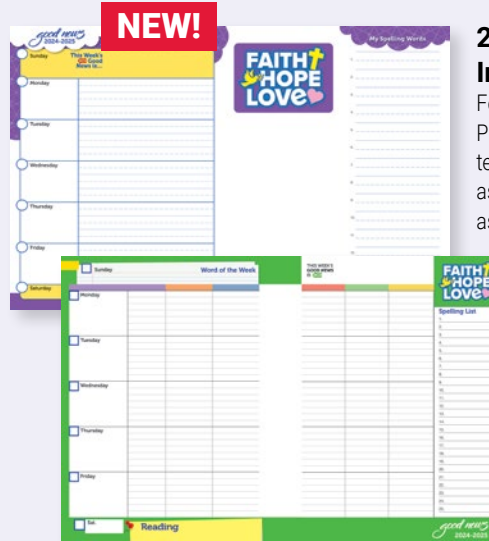 NEW!
good news
2024-2025
My Spelling Words
Sunday
This Week's
Good
News is...
FAITH
HOPE
LOVE
Monday
Tuesday
Wednesday
Thursday
Friday
Saturday
2
In
Fe
P
te
as
as
Sunday
Word of the Week
THIS WEEK'S
GOOD NEWS
IS
FAITH
HOPE
LOVE
Spelling List
Monday
Tuesday
Wednesday
Thursday
Friday
Sat.
Reading
good news
2024-2025